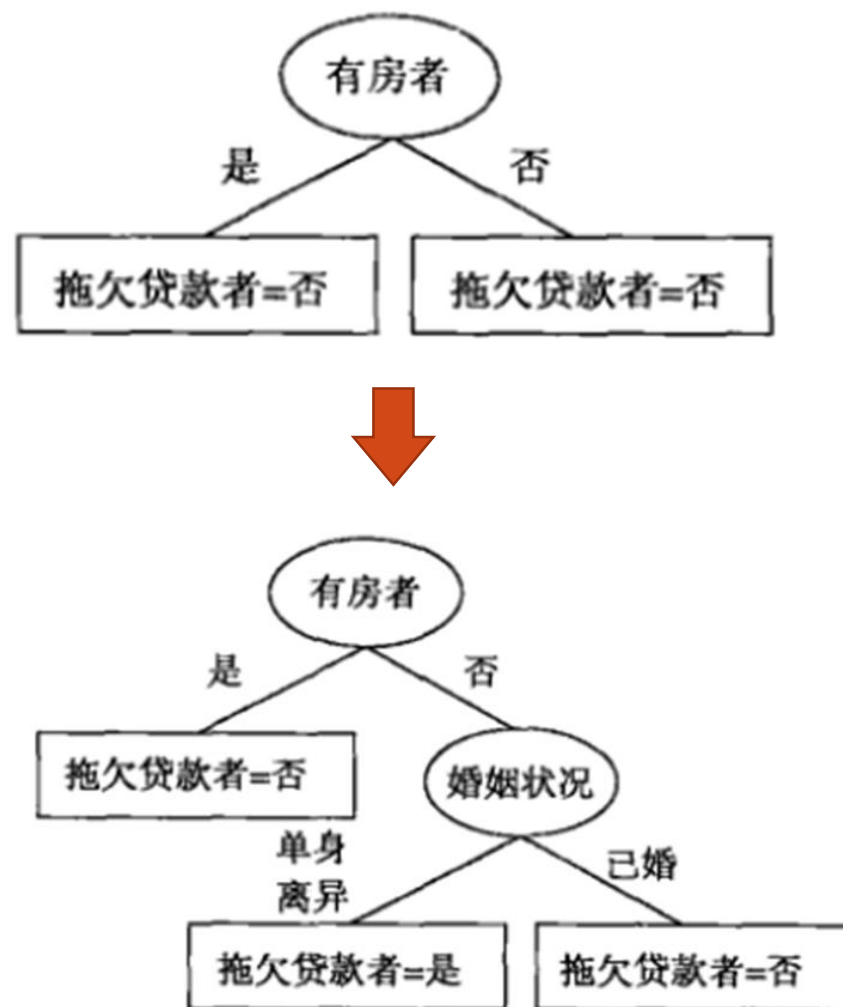 有房者
是 否
拖欠贷款者=否 拖欠贷款者=否
有房者
是 否
拖欠贷款者=否 婚姻状况
单身
离异 已婚
拖欠贷款者=是 拖欠贷款者=否